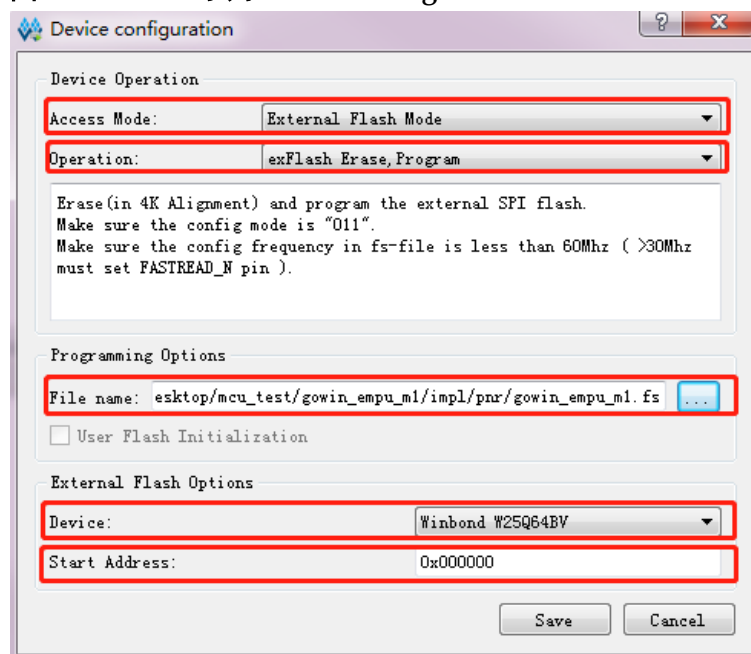 Device configuration
Device Operation
Access Mode: External Flash Mode
Operation: exFlash Erase,Program
Erase(in 4K Alignment) and program the external SPI flash.
Make sure the config mode is "011".
Make sure the config frequency in fs-file is less than 60Mhz ( >30Mhz
must set FASTREAD_N pin ).
Programming Options
File name: esktop/mcu_test/gowin_empu_m1/impl/pnr/gowin_empu_m1.fs ...
User Flash Initialization
External Flash Options
Device: Winbond W25Q64BV
Start Address: 0x000000
Save Cancel